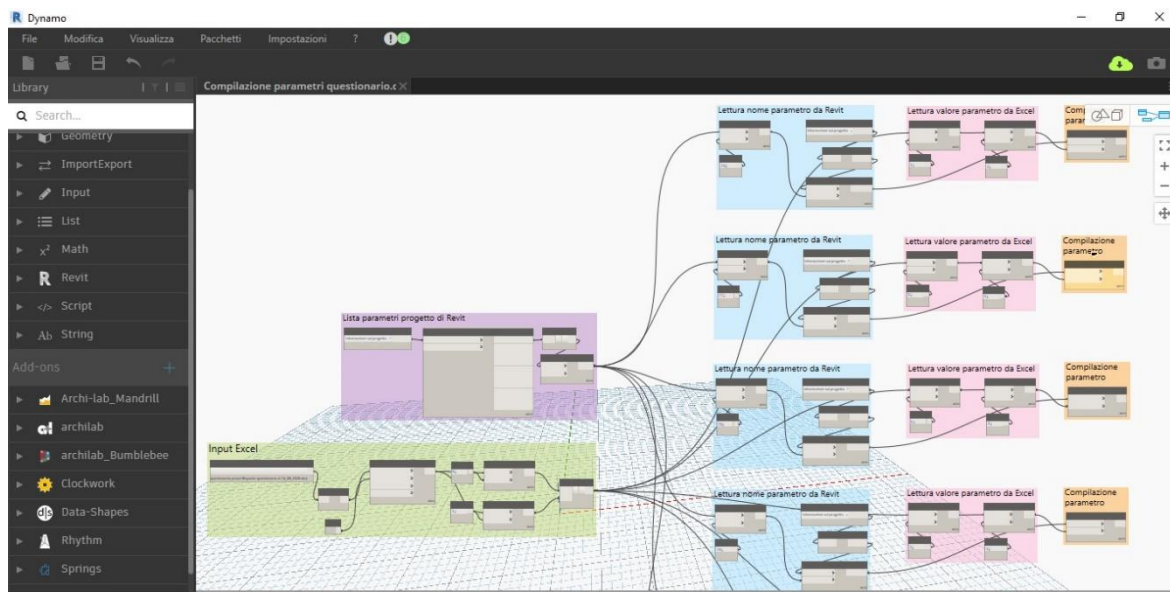 R Dynamo
File Modifica Visualizza Pacchetti Impostazioni ?
Library
Compilazione parametri questionario.d
Search...
Geometry
ImportExport
Input
List
Math
Revit
Script
String
Add-ons
Archi-lab_Mandrill
archilab
archilab_Bumblebee
Clockwork
Data-Shapes
Rhythm
Springs
Lista parametri progetto di Revit
Input Excel
Lettura nome parametro da Revit
Lettura valore parametro da Excel
Lettura nome parametro da Revit
Lettura valore parametro da Excel
Compilazione
parametro
Lettura nome parametro da Revit
Lettura valore parametro da Excel
Compilazione
parametro
Lettura nome parametro da Revit
Lettura valore parametro da Excel
Compilazione
parametro